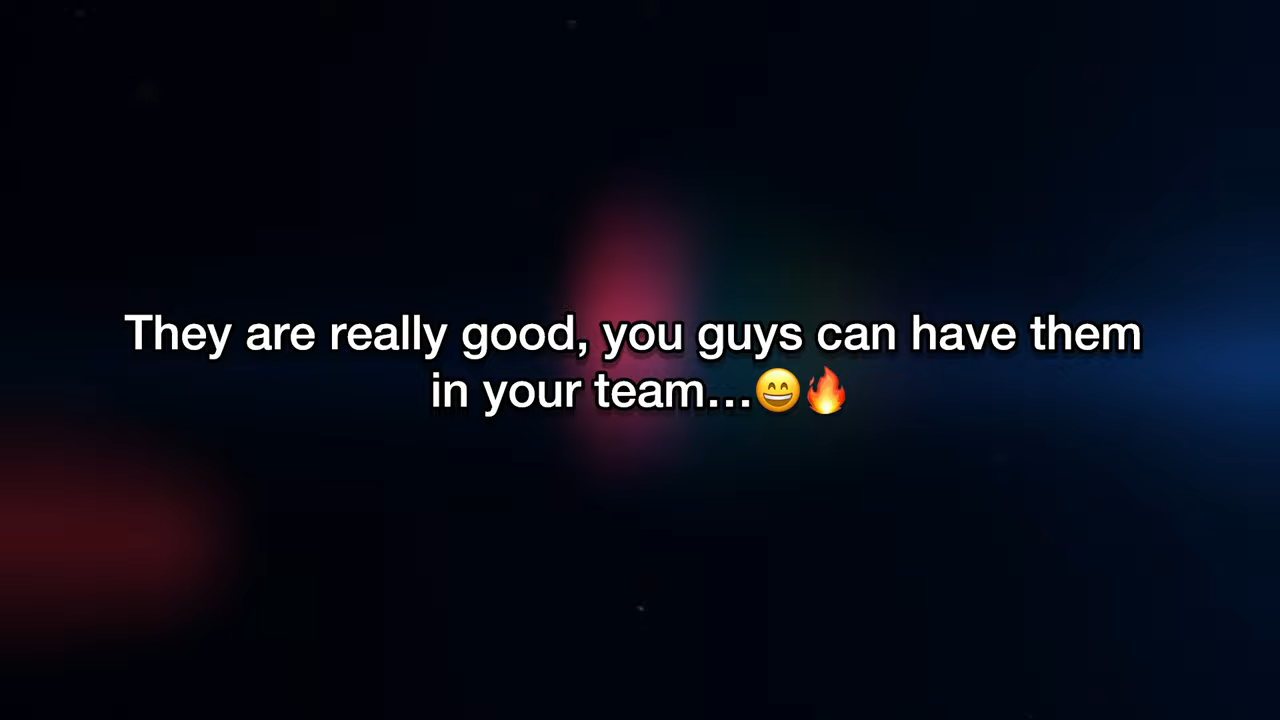 They are really good, you guys can have them
in your team...😄🔥